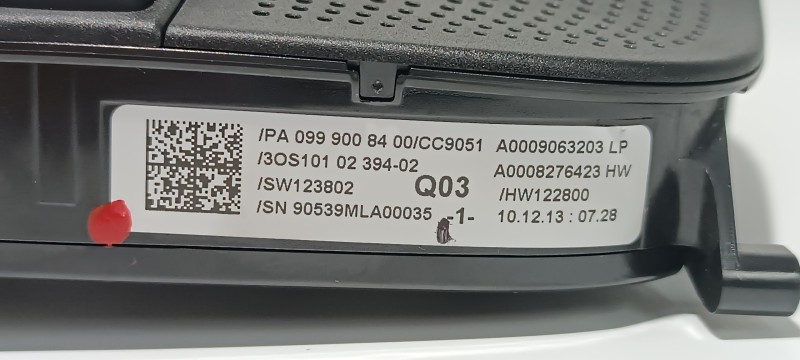 /PA 099 900 84 00/CC9051 A0009063203 LP
/3OS101 02 394-02 A0008276423 HW
/SW123802 Q03 /HW122800
/SN 90539MLA00035 -1- 10.12.13 : 07.28